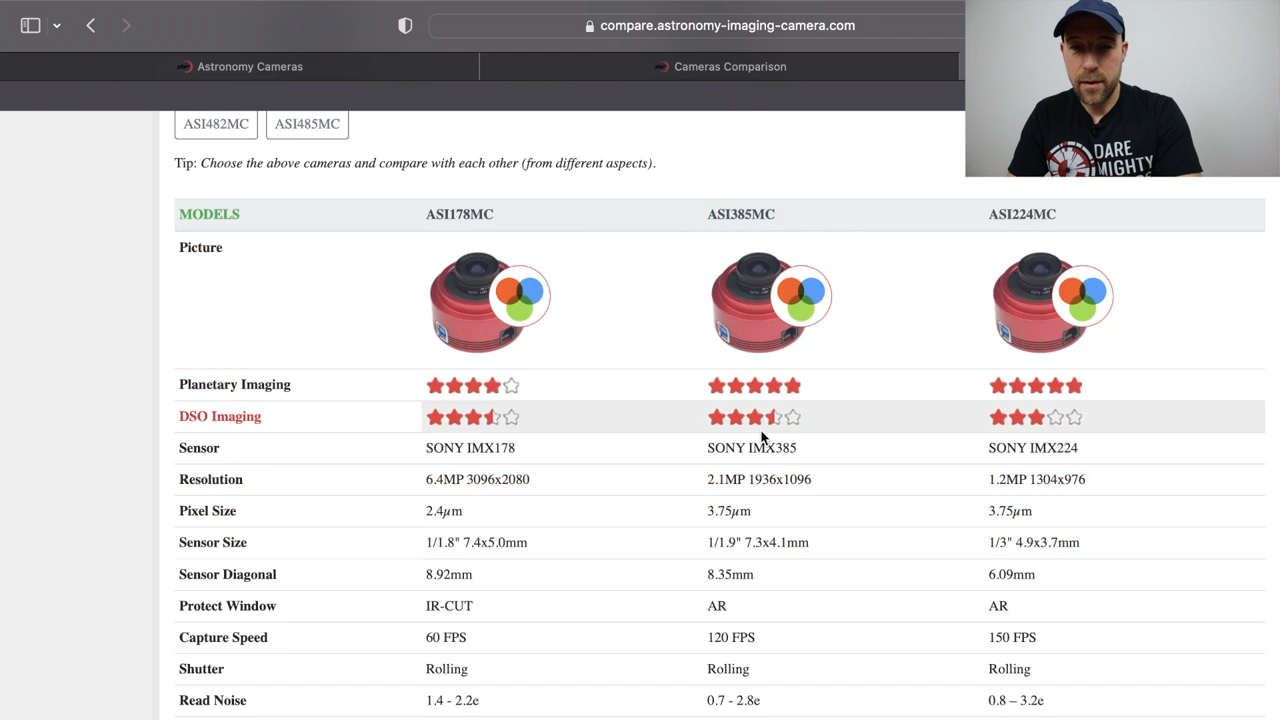 compare.astronomy-imaging-camera.com
Astronomy Cameras
Cameras Comparison
DARE
MIGHTY
ASI482MC ASI485MC
Tip: Choose the above cameras and compare with each other (from different aspects).
MODELS ASI178MC ASI385MC ASI224MC
Picture
Planetary Imaging
DSO Imaging
Sensor SONY IMX178 SONY IMX385 SONY IMX224
Resolution 6.4MP 3096x2080 2.1MP 1936x1096 1.2MP 1304x976
Pixel Size 2.4μm 3.75μm 3.75μm
Sensor Size 1/1.8" 7.4x5.0mm 1/1.9" 7.3x4.1mm 1/3" 4.9x3.7mm
Sensor Diagonal 8.92mm 8.35mm 6.09mm
Protect Window IR-CUT AR AR
Capture Speed 60 FPS 120 FPS 150 FPS
Shutter Rolling Rolling Rolling
Read Noise 1.4 - 2.2e 0.7 - 2.8e 0.8 – 3.2e